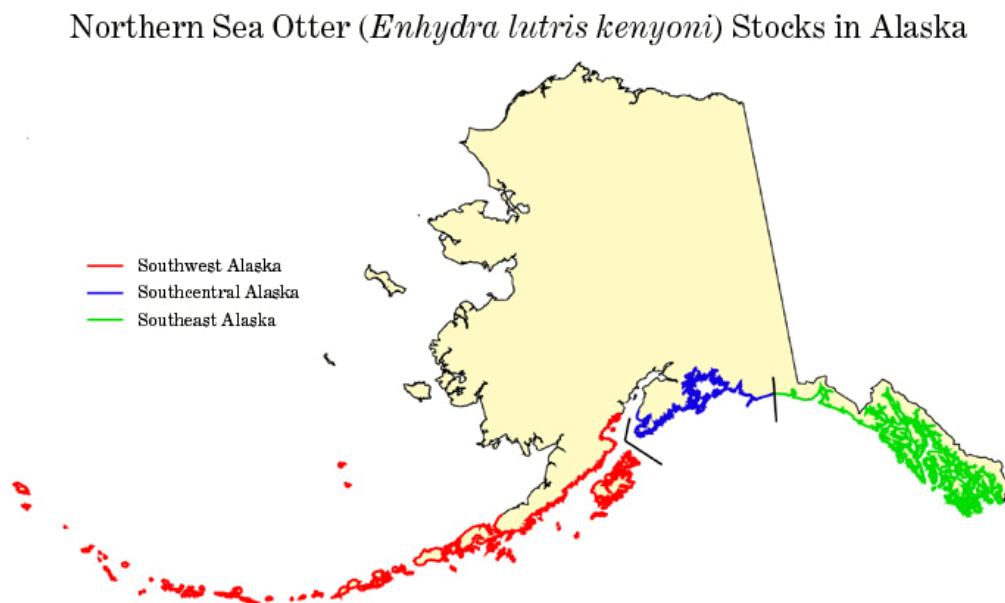 Northern Sea Otter (Enhydra lutris kenyoni) Stocks in Alaska
Southwest Alaska
Southcentral Alaska
Southeast Alaska